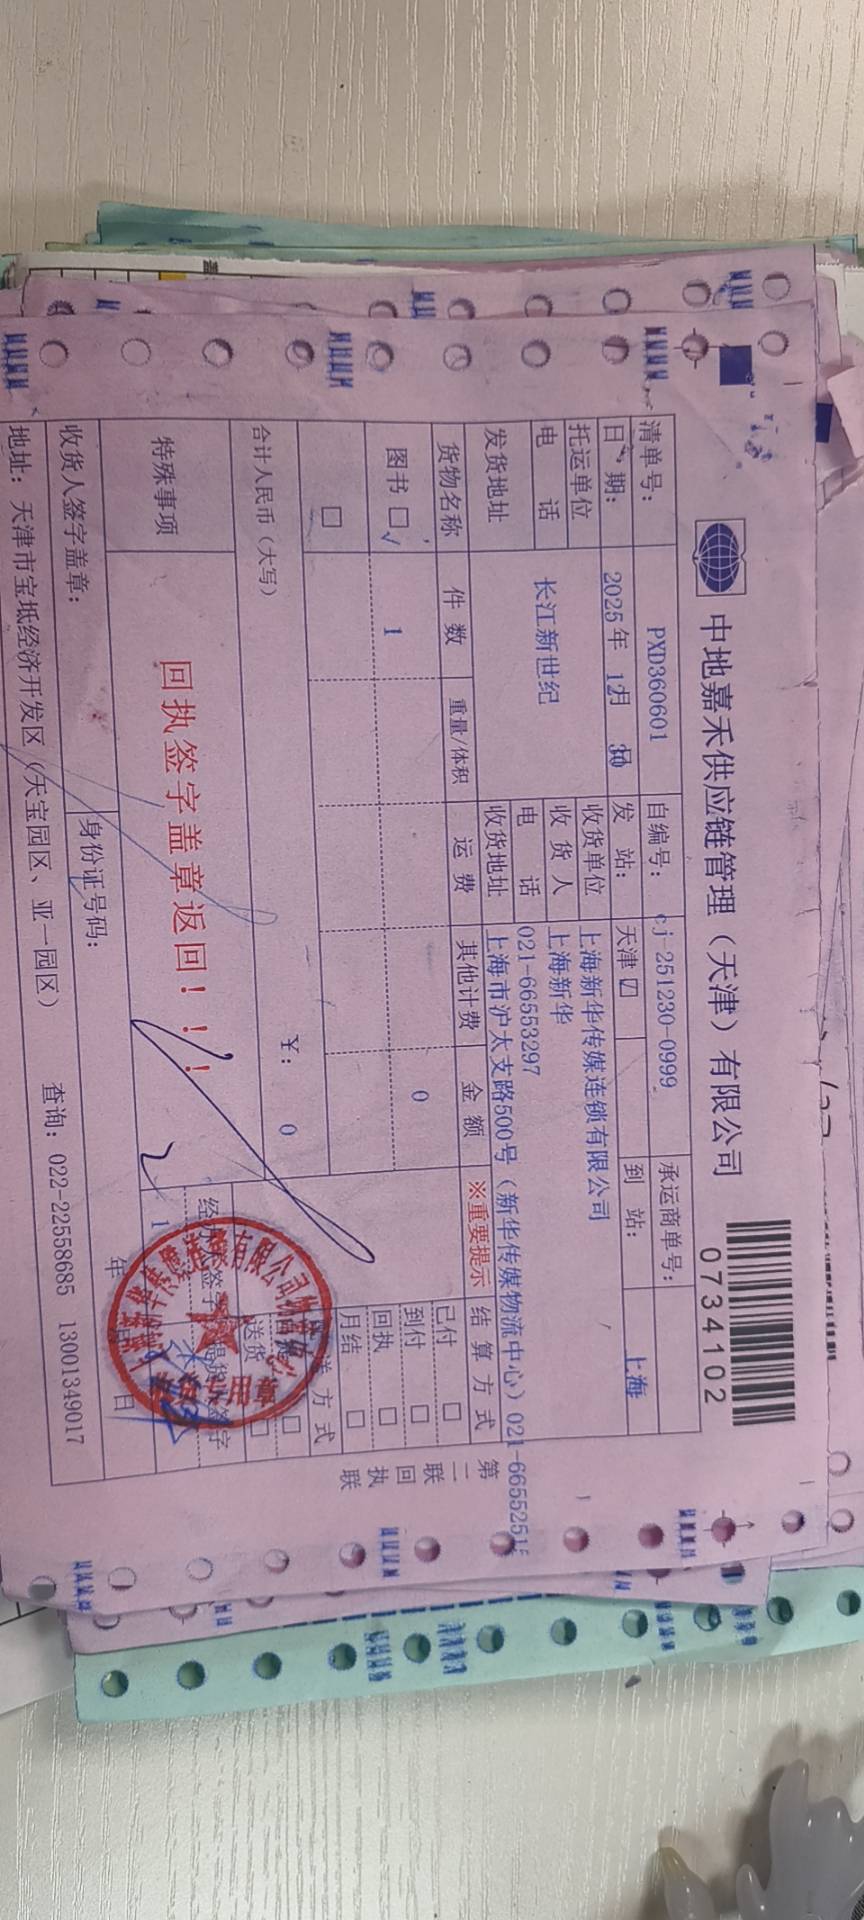 中地嘉禾供应链管理（天津）有限公司
0734102
清单号： PXD360601 自编号： cj-251230-0999 承运商单号：
日期： 2025年 12月 30 发站： 天津☑ 到站： 上海
托运单位 长江新世纪 收货单位 上海新华传媒连锁有限公司
收货人 上海新华
电话 电话 021-66553297
发货地址 收货地址 上海市沪太支路500号（新华传媒物流中心）021-6655251
货物名称 件数 重量/体积 运费 其他计费 金额 ※重要提示 结算方式
图书□√ 1 0 已付 □
到付 □
□ 回执 □
月结 □
合计人民币（大写） ￥： 0
方式
送货 □
特殊事项 回执签字盖章返回！！！
收货人签字盖章： 身份证号码： 年 日
地址： 天津市宝坻经济开发区（天宝园区、亚一园区） 查询：022-22558685 13001349017
第二联回执联